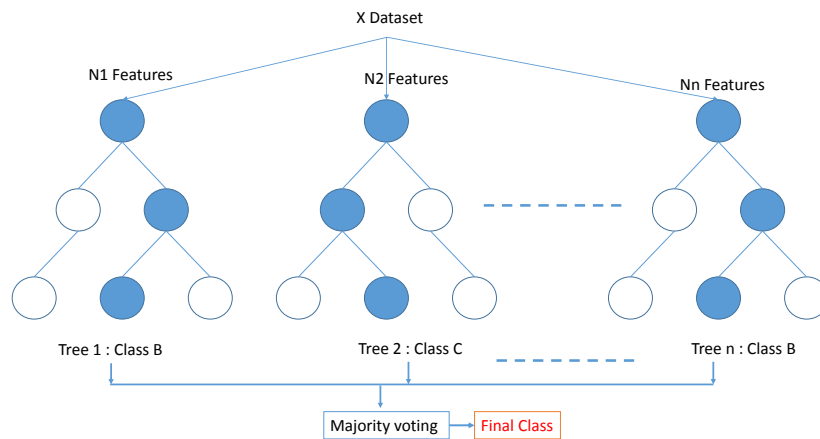 X Dataset
N1 Features
N2 Features
Nn Features
Tree 1 : Class B
Tree 2 : Class C
Tree n : Class B
Majority voting
Final Class